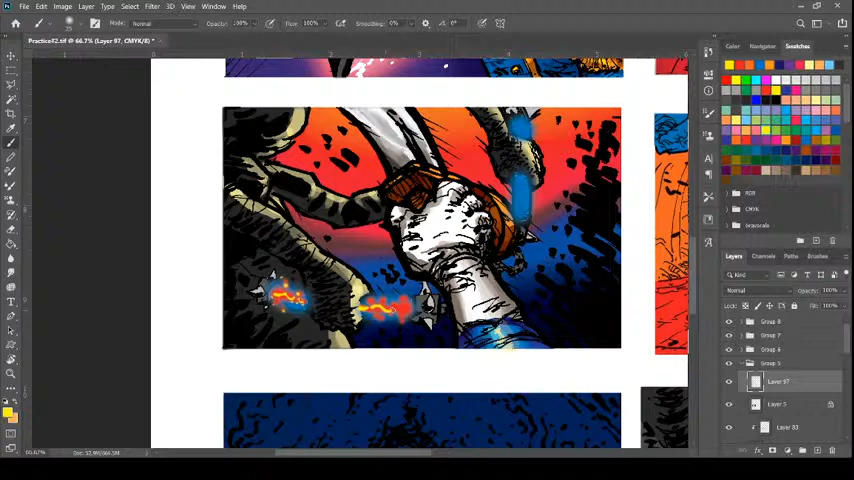 File Edit Image Layer Type Select Filter 3D View Window Help
Mode: Normal Opacity: 100% Flow: 100% Smoothing: 0% 0°
Practice#2.tif @ 66.7% (Layer 97, CMYK/8) *
Color Navigator Swatches
RGB
CMYK
Grayscale
Layers Channels Paths Brushes
Kind
Normal Opacity: 100%
Lock: Fill: 100%
Group 8
Group 7
Group 6
Group 5
Layer 97
Layer 5
Layer 83
66.67%